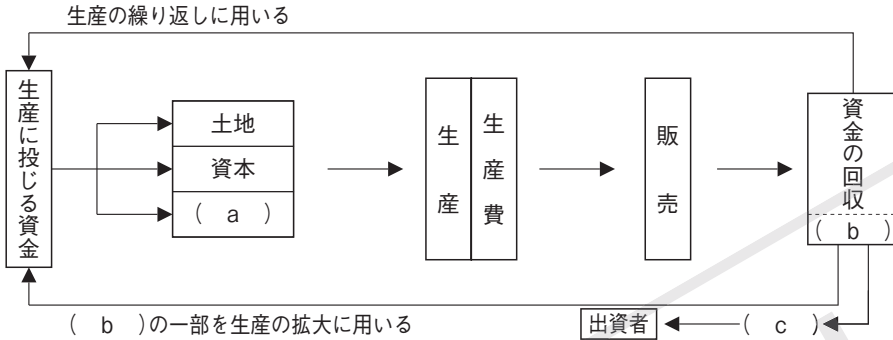 生産の繰り返しに用いる
生産に投じる資金
土地
資本
( a )
生産
生産費
販売
資金の回収
( b )
( b )の一部を生産の拡大に用いる
出資者
( c )